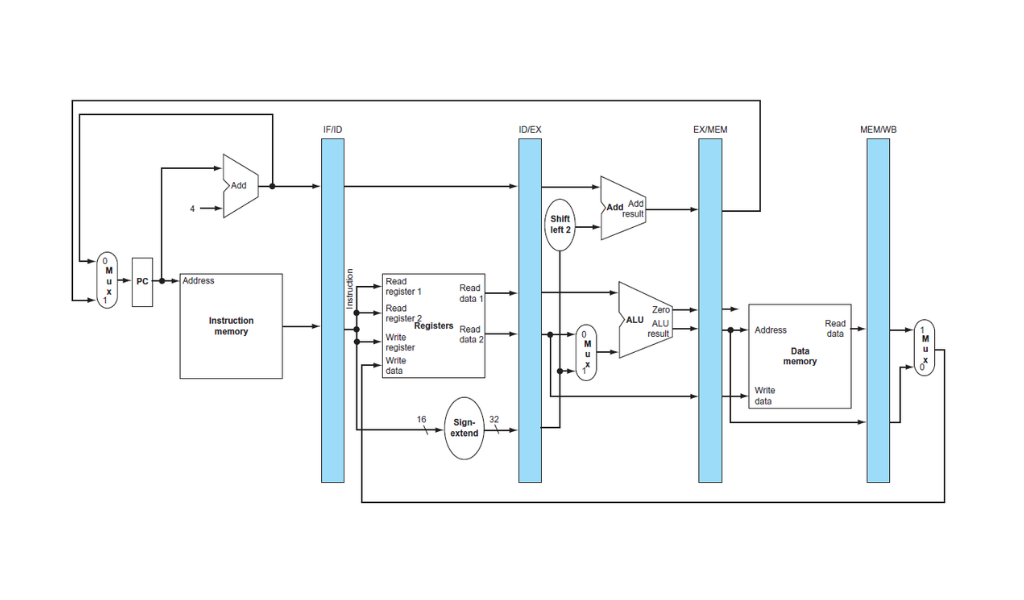 IF/ID
ID/EX
EX/MEM
MEM/WB
Add
4
Shift
left 2
Add
Add
result
0
M
u
x
1
PC
Address
Instruction
memory
Instruction
Read
register 1
Read
register 2
Write
register
Write
data
Registers
Read
data 1
Read
data 2
0
M
u
x
1
ALU
Zero
ALU
result
Address
Read
data
Data
memory
Write
data
1
M
u
x
0
16
Sign-
extend
32